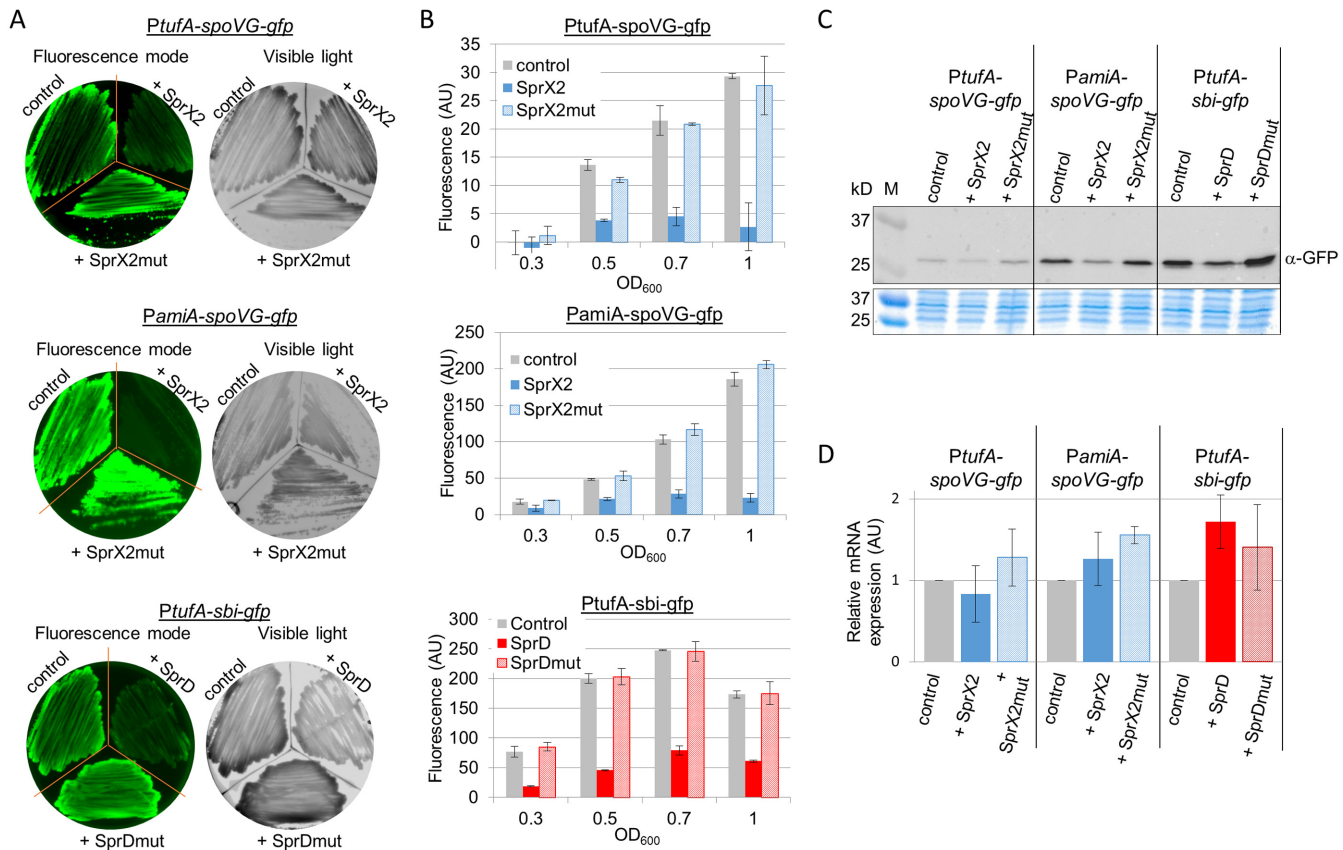 A
PtufA-spoVG-gfp
Fluorescence mode
Visible light
control
+ SprX2
+ SprX2mut
control
+ SprX2
+ SprX2mut
PamiA-spoVG-gfp
Fluorescence mode
Visible light
control
+ SprX2
+ SprX2mut
control
+ SprX2
+ SprX2mut
PtufA-sbi-gfp
Fluorescence mode
Visible light
control
+ SprD
+ SprDmut
control
+ SprD
+ SprDmut
B
PtufA-spoVG-gfp
Fluorescence (AU)
35
30
25
20
15
10
5
0
control
SprX2
SprX2mut
0.3 0.5 0.7 1
OD600
PamiA-spoVG-gfp
Fluorescence (AU)
250
200
150
100
50
0
control
SprX2
SprX2mut
0.3 0.5 0.7 1
OD600
PtufA-sbi-gfp
Fluorescence (AU)
300
250
200
150
100
50
0
Control
SprD
SprDmut
0.3 0.5 0.7 1
OD600
C
PtufA-
spoVG-gfp
PamiA-
spoVG-gfp
PtufA-
sbi-gfp
kD M
control
+ SprX2
+ SprX2mut
control
+ SprX2
+ SprX2mut
control
+ SprD
+ SprDmut
37
25
α-GFP
37
25
D
PtufA-
spoVG-gfp
PamiA-
spoVG-gfp
PtufA-
sbi-gfp
Relative mRNA
expression (AU)
2
1
0
control
+ SprX2
+
SprX2mut
control
+ SprX2
+ SprX2mut
control
+ SprD
+ SprDmut